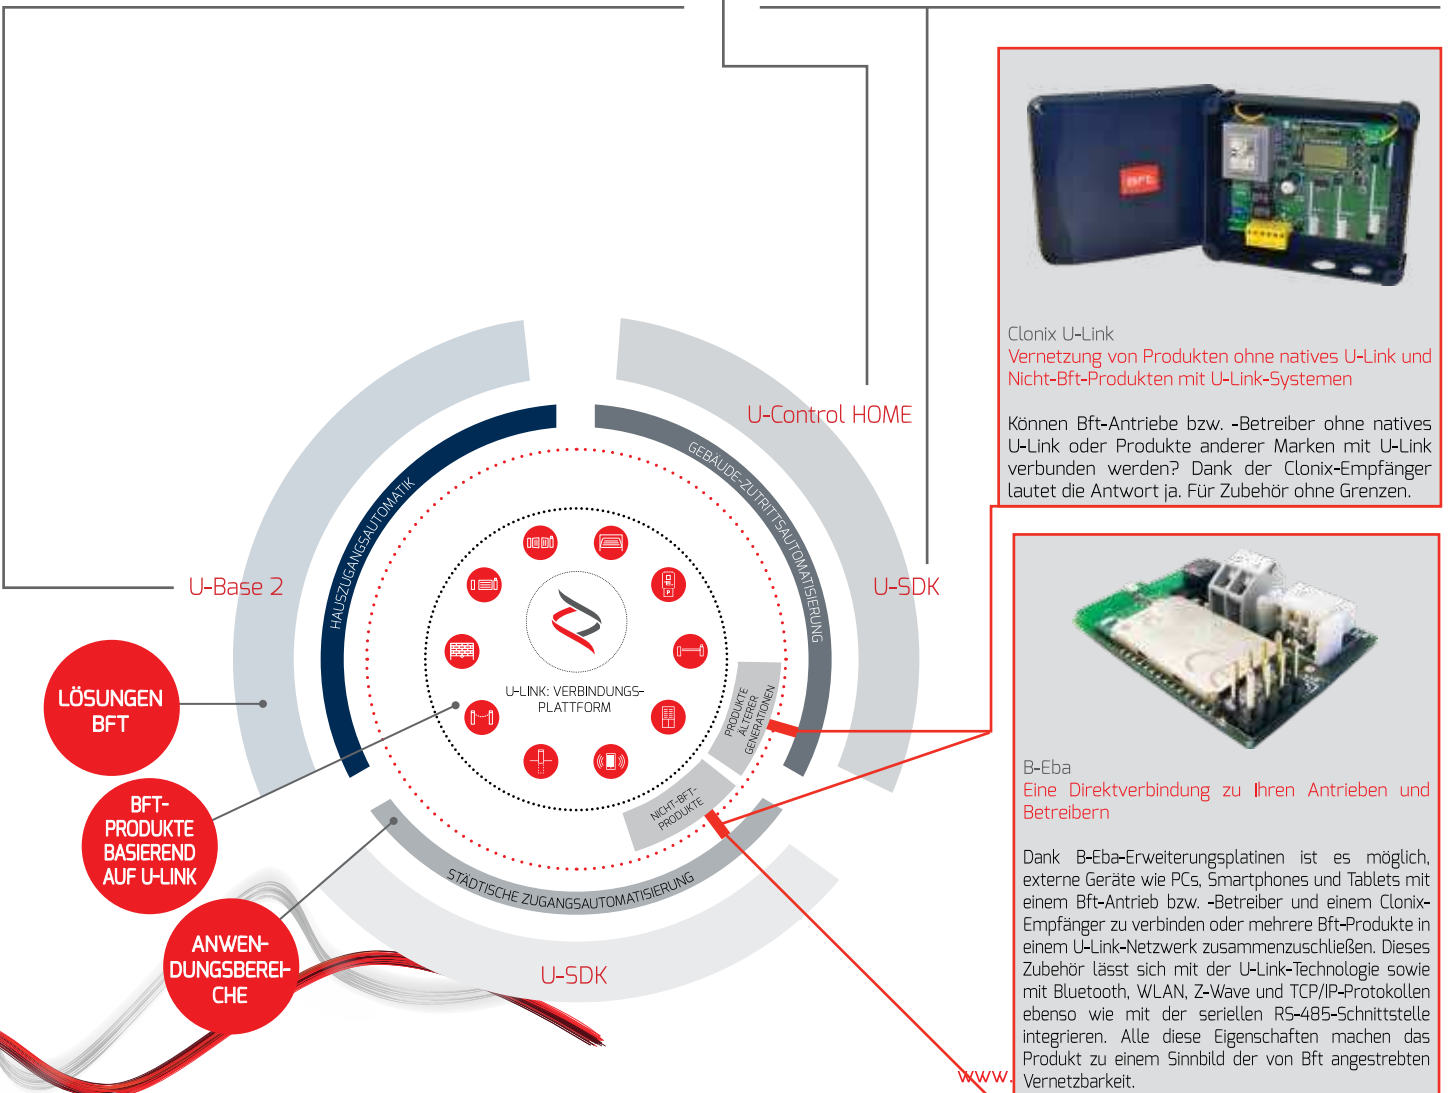 Bft
Clonix U-Link
Vernetzung von Produkten ohne natives U-Link und
Nicht-Bft-Produkten mit U-Link-Systemen
Können Bft-Antriebe bzw. -Betreiber ohne natives
U-Link oder Produkte anderer Marken mit U-Link
verbunden werden? Dank der Clonix-Empfänger
lautet die Antwort ja. Für Zubehör ohne Grenzen.
U-Control HOME
GEBÄUDE-ZUTRITTSAUTOMATISIERUNG
HAUSZUGANGSAUTOMATIK
U-Base 2
U-SDK
P
U-LINK: VERBINDUNGS-
PLATTFORM
PRODUKTE
ÄLTERER
GENERATIONEN
NICHT-BFT-
PRODUKTE
LÖSUNGEN
BFT
BFT-
PRODUKTE
BASIEREND
AUF U-LINK
ANWEN-
DUNGSBEREI-
CHE
STÄDTISCHE ZUGANGSAUTOMATISIERUNG
U-SDK
B-Eba
Eine Direktverbindung zu Ihren Antrieben und
Betreibern
Dank B-Eba-Erweiterungsplatinen ist es möglich,
externe Geräte wie PCs, Smartphones und Tablets mit
einem Bft-Antrieb bzw. -Betreiber und einem Clonix-
Empfänger zu verbinden oder mehrere Bft-Produkte in
einem U-Link-Netzwerk zusammenzuschließen. Dieses
Zubehör lässt sich mit der U-Link-Technologie sowie
mit Bluetooth, WLAN, Z-Wave und TCP/IP-Protokollen
ebenso wie mit der seriellen RS-485-Schnittstelle
integrieren. Alle diese Eigenschaften machen das
Produkt zu einem Sinnbild der von Bft angestrebten
Vernetzbarkeit.
www.